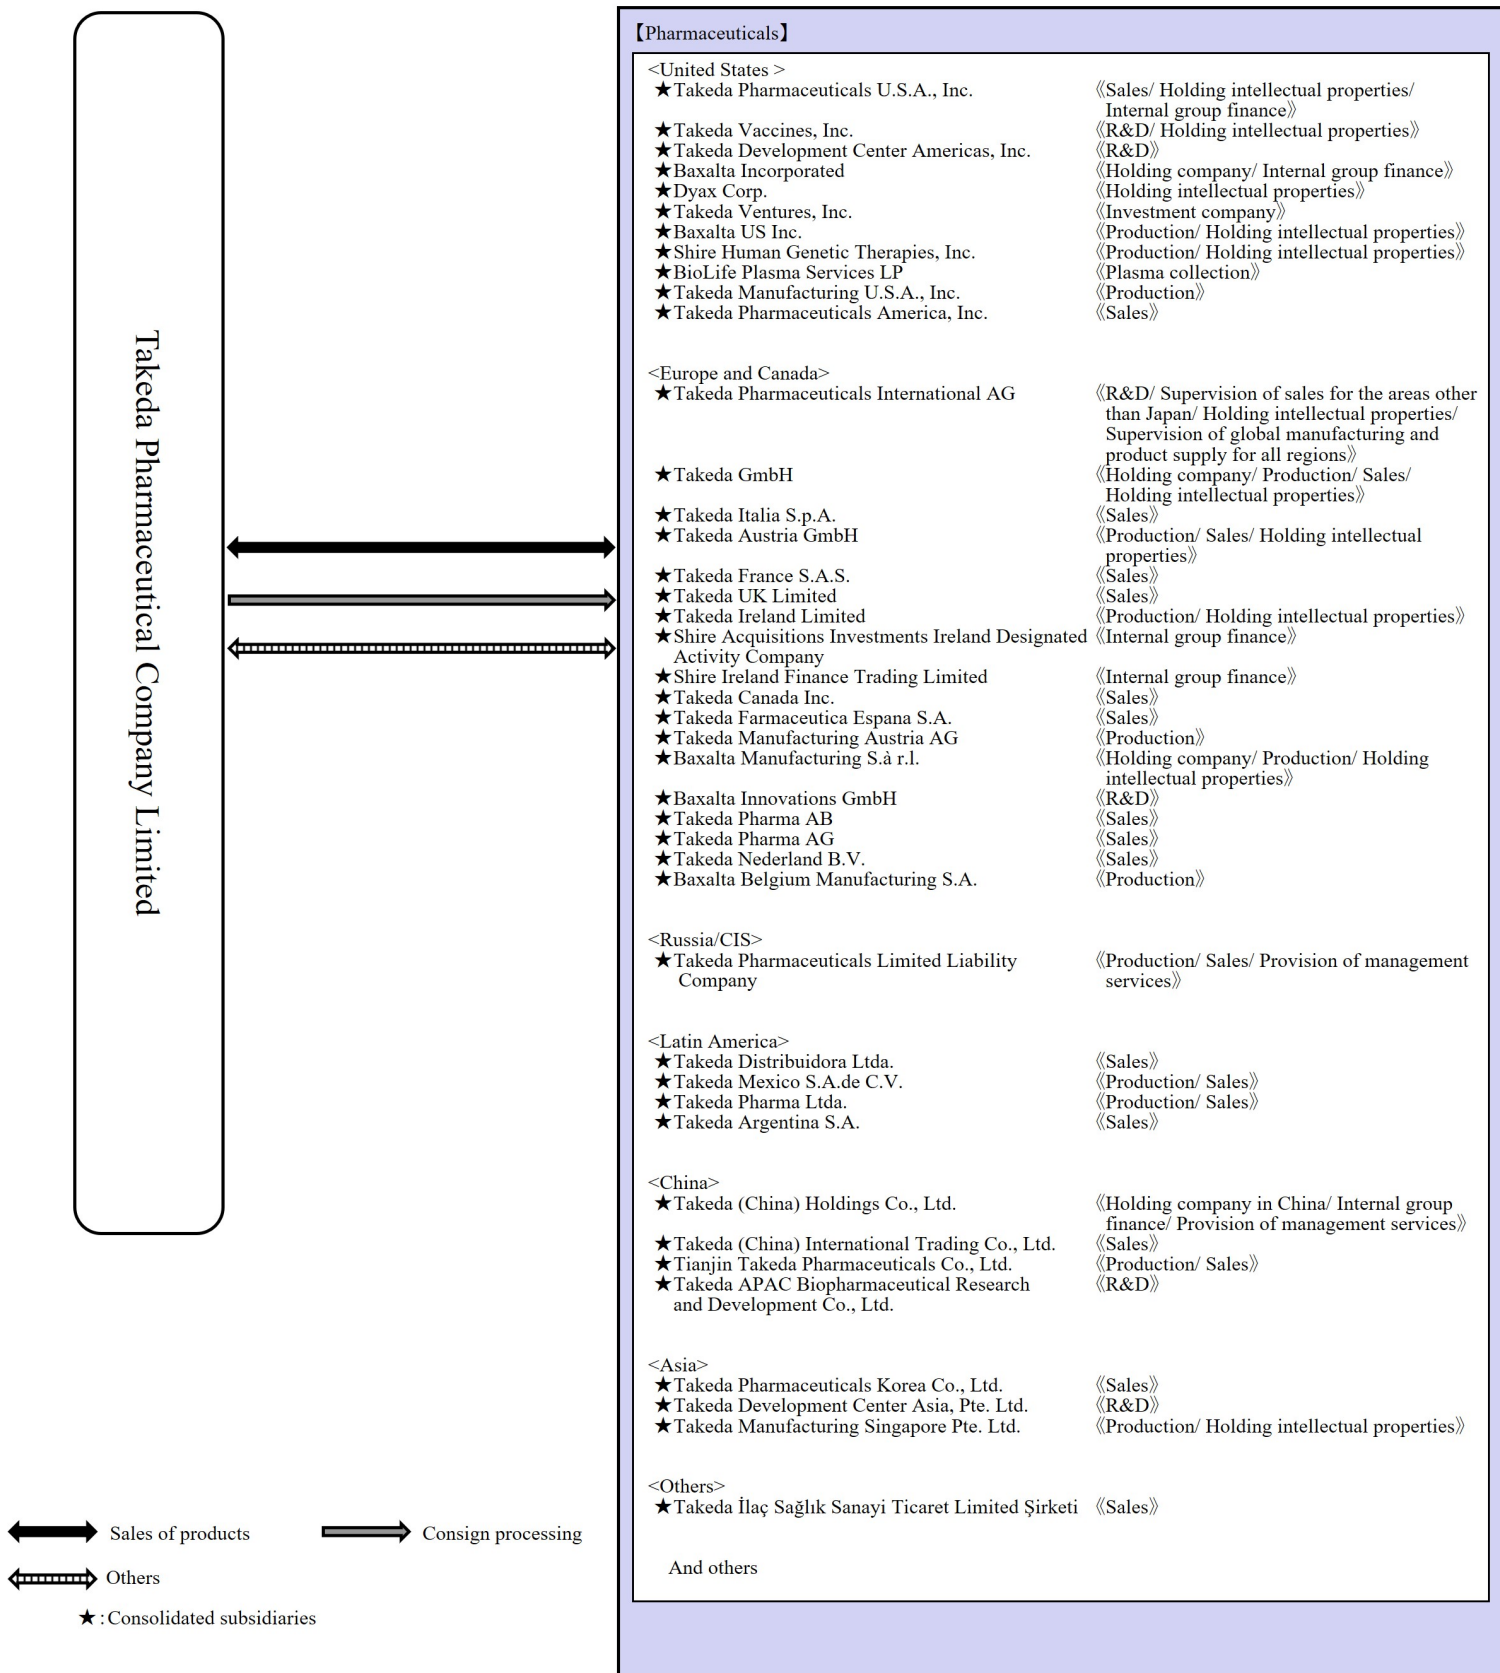 Takeda Pharmaceutical Company Limited
【Pharmaceuticals】
<United States >
★Takeda Pharmaceuticals U.S.A., Inc. 《Sales/ Holding intellectual properties/
Internal group finance》
★Takeda Vaccines, Inc. 《R&D/ Holding intellectual properties》
★Takeda Development Center Americas, Inc. 《R&D》
★Baxalta Incorporated 《Holding company/ Internal group finance》
★Dyax Corp. 《Holding intellectual properties》
★Takeda Ventures, Inc. 《Investment company》
★Baxalta US Inc. 《Production/ Holding intellectual properties》
★Shire Human Genetic Therapies, Inc. 《Production/ Holding intellectual properties》
★BioLife Plasma Services LP 《Plasma collection》
★Takeda Manufacturing U.S.A., Inc. 《Production》
★Takeda Pharmaceuticals America, Inc. 《Sales》
<Europe and Canada>
★Takeda Pharmaceuticals International AG 《R&D/ Supervision of sales for the areas other
than Japan/ Holding intellectual properties/
Supervision of global manufacturing and
product supply for all regions》
★Takeda GmbH 《Holding company/ Production/ Sales/
Holding intellectual properties》
★Takeda Italia S.p.A. 《Sales》
★Takeda Austria GmbH 《Production/ Sales/ Holding intellectual
properties》
★Takeda France S.A.S. 《Sales》
★Takeda UK Limited 《Sales》
★Takeda Ireland Limited 《Production/ Holding intellectual properties》
★Shire Acquisitions Investments Ireland Designated 《Internal group finance》
Activity Company
★Shire Ireland Finance Trading Limited 《Internal group finance》
★Takeda Canada Inc. 《Sales》
★Takeda Farmaceutica Espana S.A. 《Sales》
★Takeda Manufacturing Austria AG 《Production》
★Baxalta Manufacturing S.à r.l. 《Holding company/ Production/ Holding
intellectual properties》
★Baxalta Innovations GmbH 《R&D》
★Takeda Pharma AB 《Sales》
★Takeda Pharma AG 《Sales》
★Takeda Nederland B.V. 《Sales》
★Baxalta Belgium Manufacturing S.A. 《Production》
<Russia/CIS>
★Takeda Pharmaceuticals Limited Liability 《Production/ Sales/ Provision of management
Company services》
<Latin America>
★Takeda Distribuidora Ltda. 《Sales》
★Takeda Mexico S.A.de C.V. 《Production/ Sales》
★Takeda Pharma Ltda. 《Production/ Sales》
★Takeda Argentina S.A. 《Sales》
<China>
★Takeda (China) Holdings Co., Ltd. 《Holding company in China/ Internal group
finance/ Provision of management services》
★Takeda (China) International Trading Co., Ltd. 《Sales》
★Tianjin Takeda Pharmaceuticals Co., Ltd. 《Production/ Sales》
★Takeda APAC Biopharmaceutical Research 《R&D》
and Development Co., Ltd.
<Asia>
★Takeda Pharmaceuticals Korea Co., Ltd. 《Sales》
★Takeda Development Center Asia, Pte. Ltd. 《R&D》
★Takeda Manufacturing Singapore Pte. Ltd. 《Production/ Holding intellectual properties》
<Others>
★Takeda İlaç Sağlık Sanayi Ticaret Limited Şirketi 《Sales》
And others
Sales of products Consign processing
Others
★:Consolidated subsidiaries